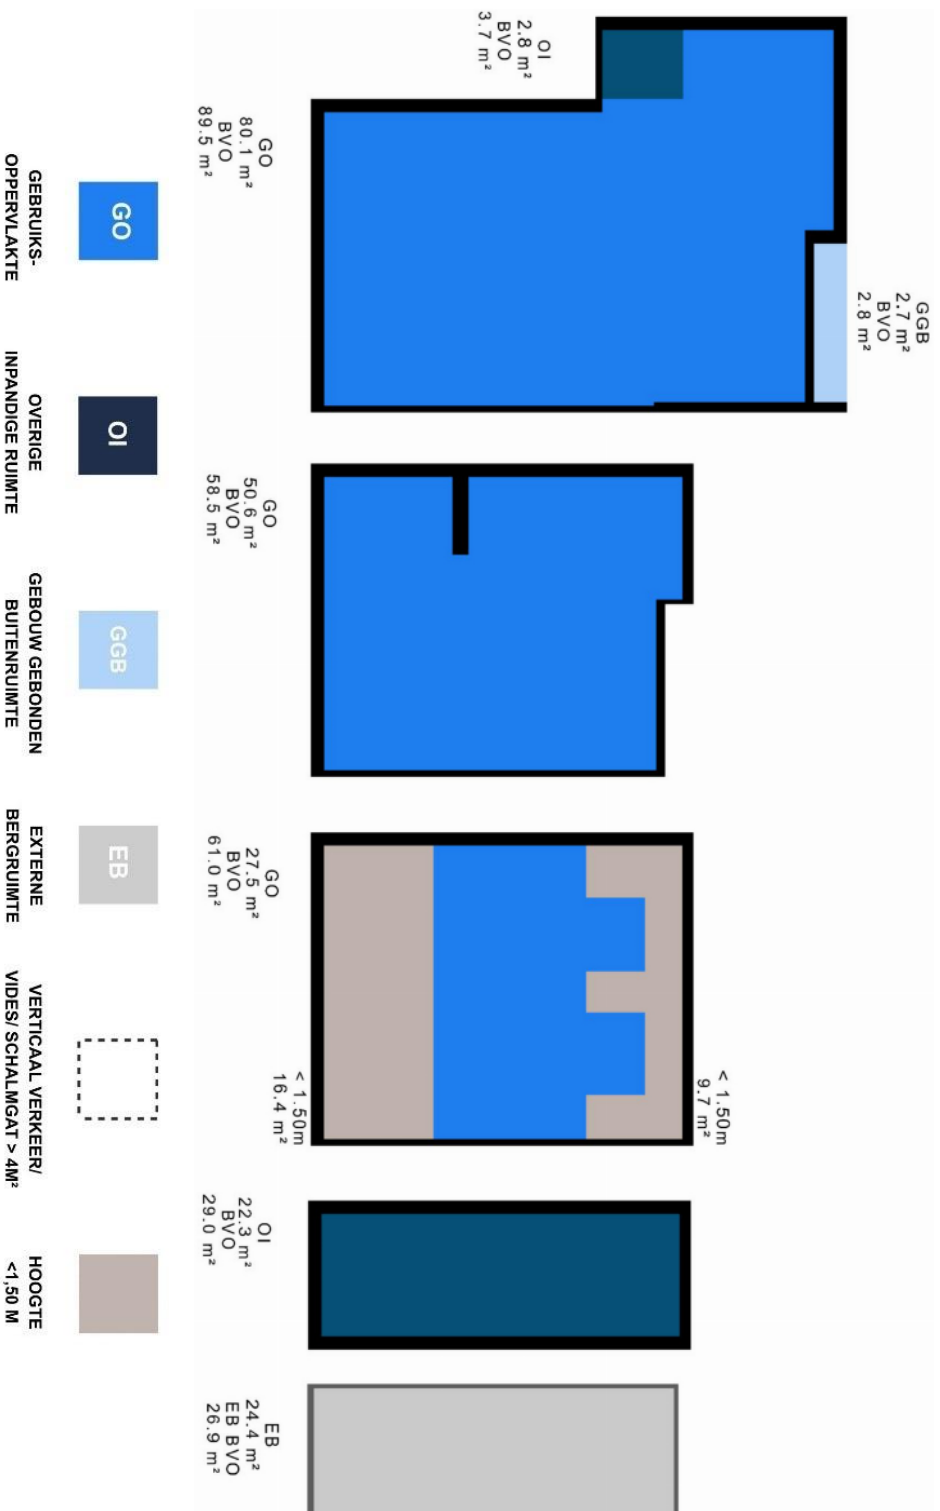 OI
2.8 m²
BVO
3.7 m²
GO
80.1 m²
BVO
89.5 m²
GGB
2.7 m²
BVO
2.8 m²
GO
50.6 m²
BVO
58.5 m²
GO
27.5 m²
BVO
61.0 m²
< 1.50m
9.7 m²
< 1.50m
16.4 m²
OI
22.3 m²
BVO
29.0 m²
EB
24.4 m²
EB BVO
26.9 m²
GO
GEBRUIKS-
OPPERVLAKTE
OI
OVERIGE
INPANDIGE RUIMTE
GGB
GEBOUW GEBONDEN
BUITENRUIMTE
EB
EXTERNE
BERGRUIMTE
VERTICAAL VERKEER/
VIDES/ SCHALMGAT > 4M²
HOOGTE
<1,50 M